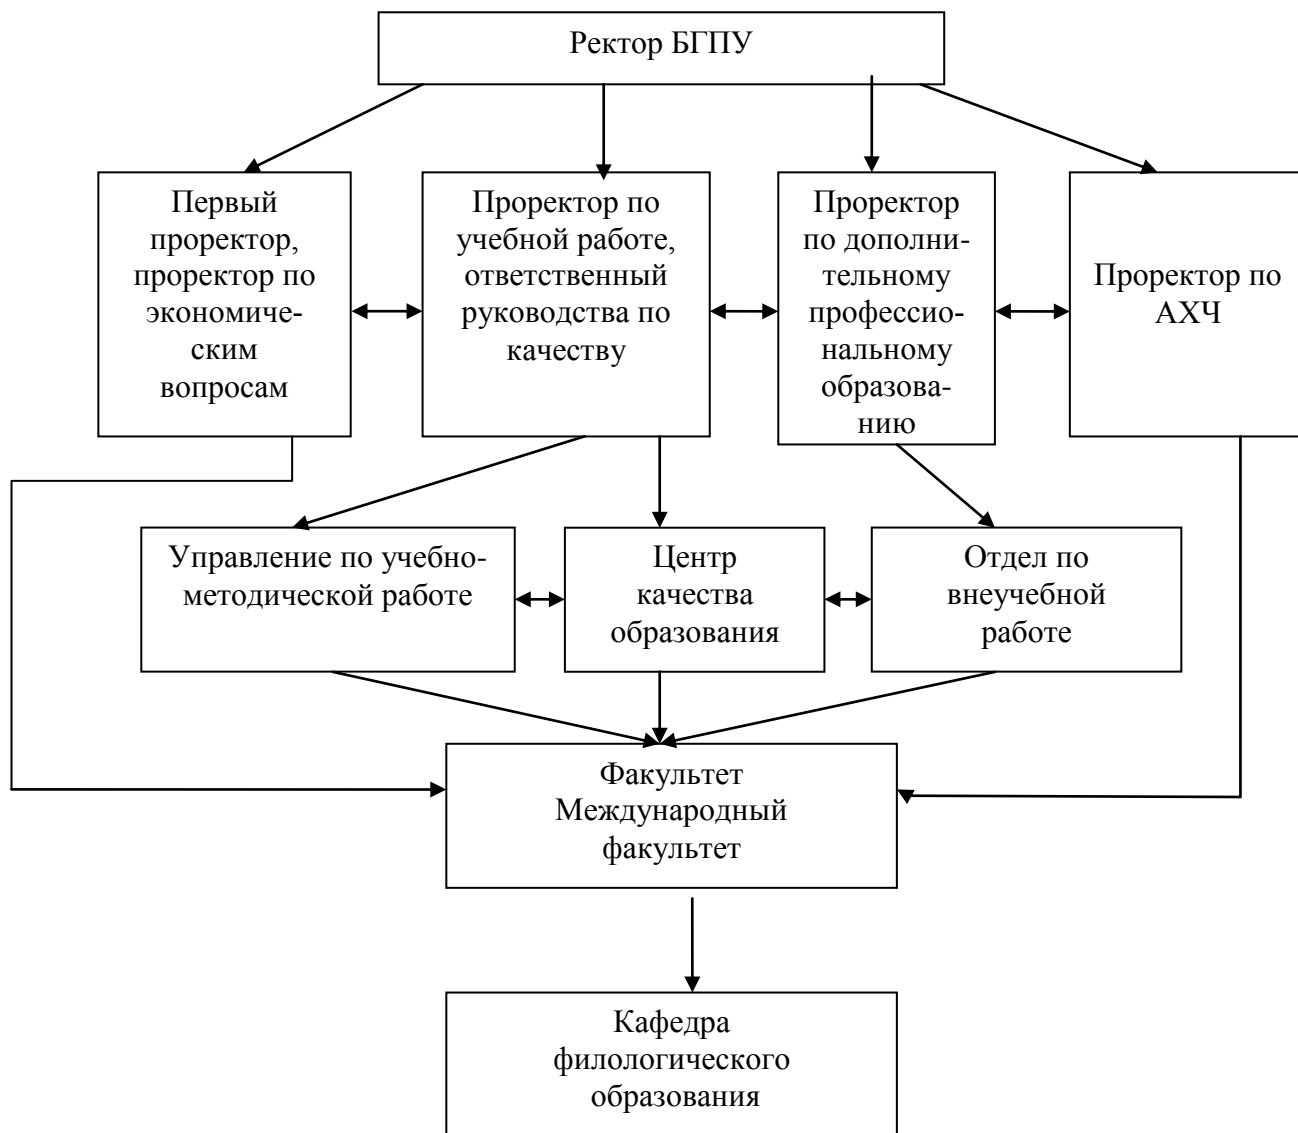 Ректор БГПУ
Первый
проректор,
проректор по
экономиче-
ским
вопросам
Проректор по
учебной работе,
ответственный
руководства по
качеству
Проректор
по дополни-
тельному
профессио-
нальному
образова-
нию
Проректор по
АХЧ
Управление по учебно-
методической работе
Центр
качества
образования
Отдел по
внеучебной
работе
Факультет
Международный
факультет
Кафедра
филологического
образования